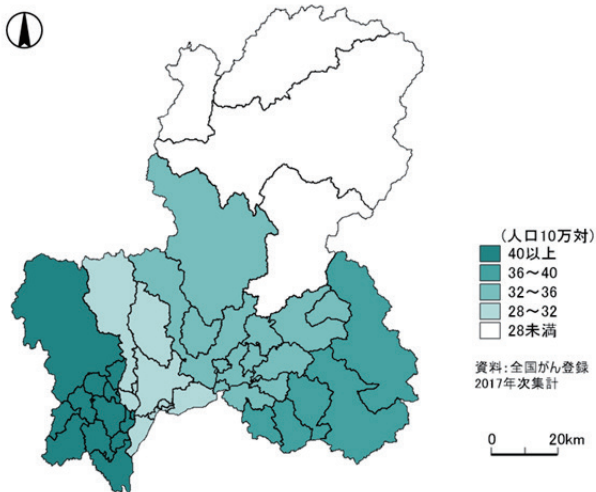 (人口10万対)
40以上
36～40
32～36
28～32
28未満
資料:全国がん登録
2017年次集計
0 20km